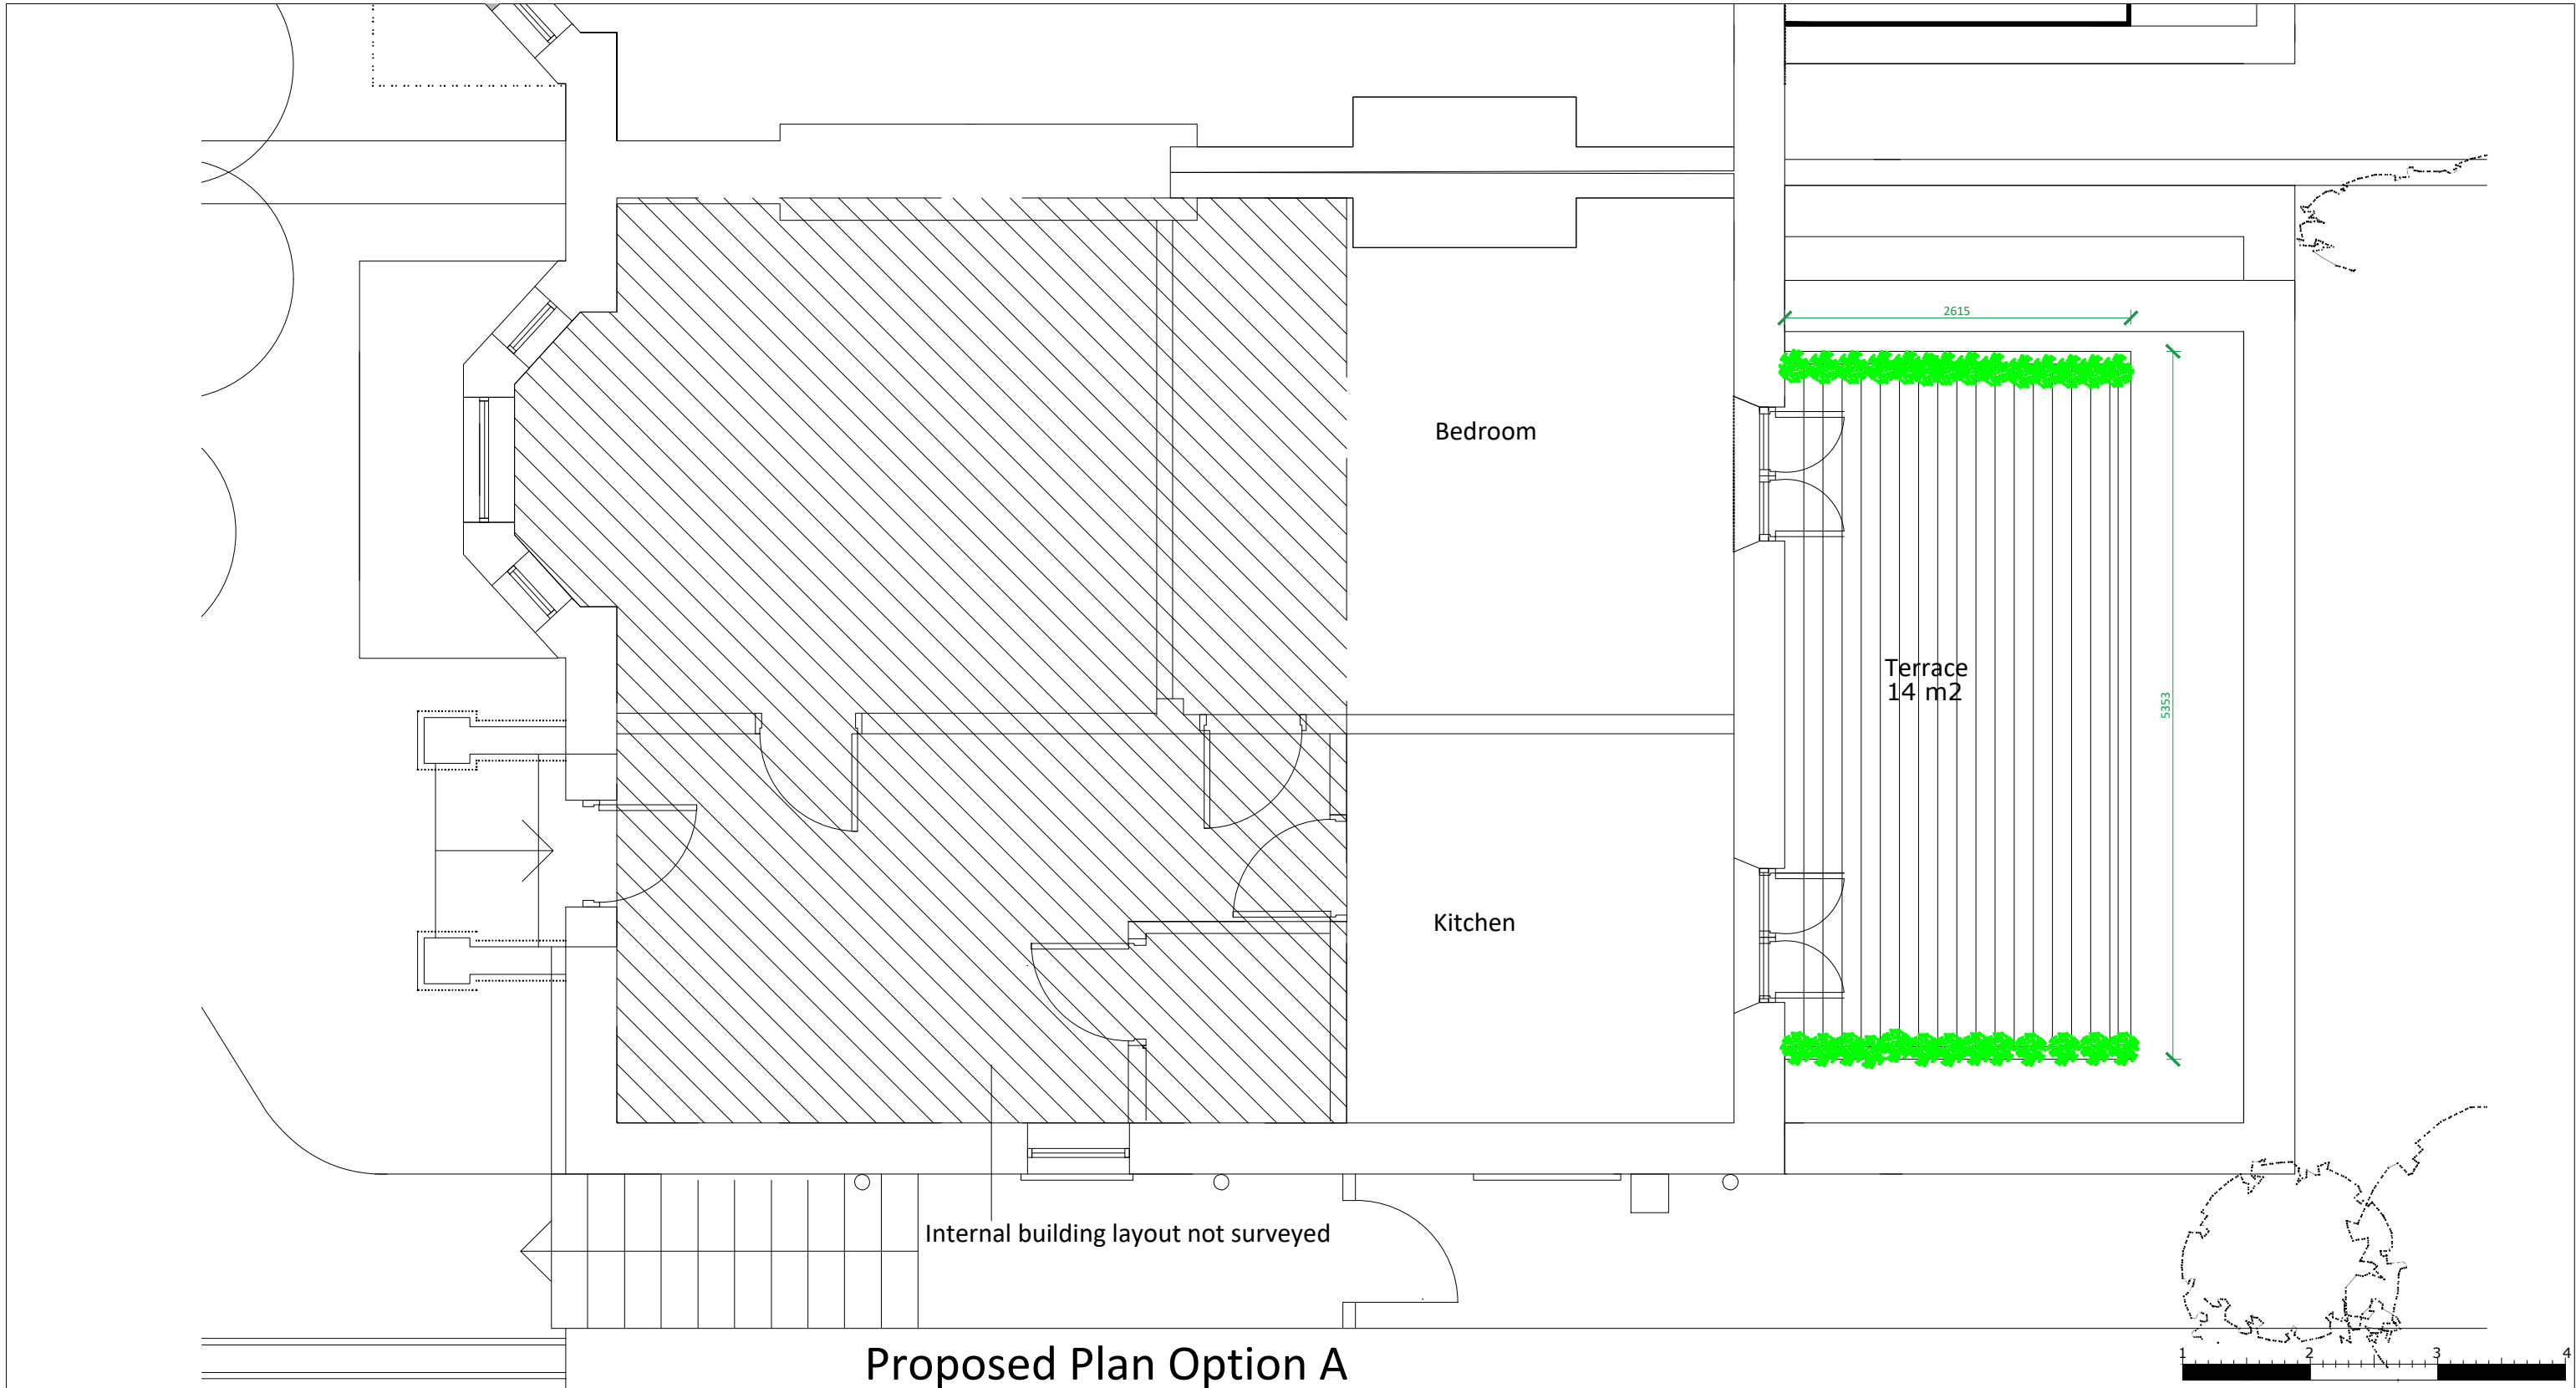 2615
Bedroom
Terrace
14 m2
5353
Kitchen
Internal building layout not surveyed
Proposed Plan Option A
1 2 3 4